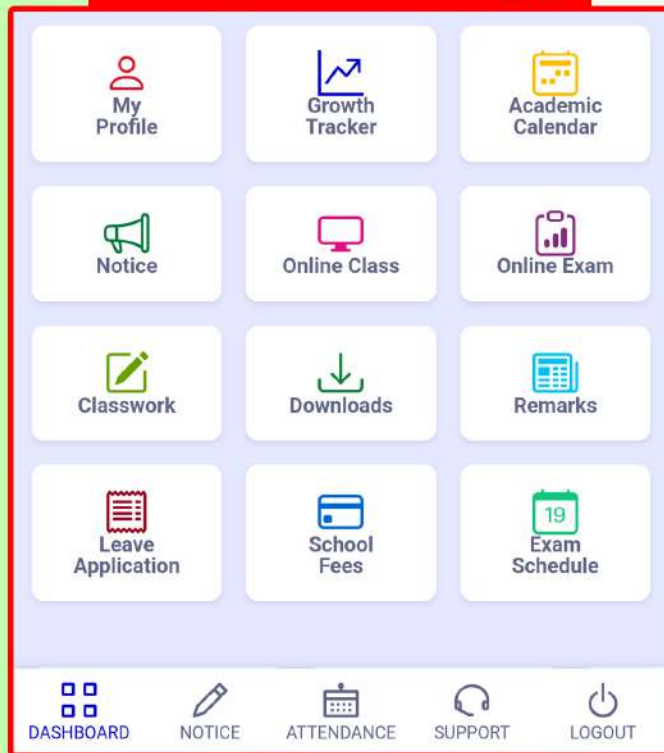 My
Profile
Growth
Tracker
Academic
Calendar
Notice
Online Class
Online Exam
Classwork
Downloads
Remarks
Leave
Application
School
Fees
19
Exam
Schedule
DASHBOARD
NOTICE
ATTENDANCE
SUPPORT
LOGOUT